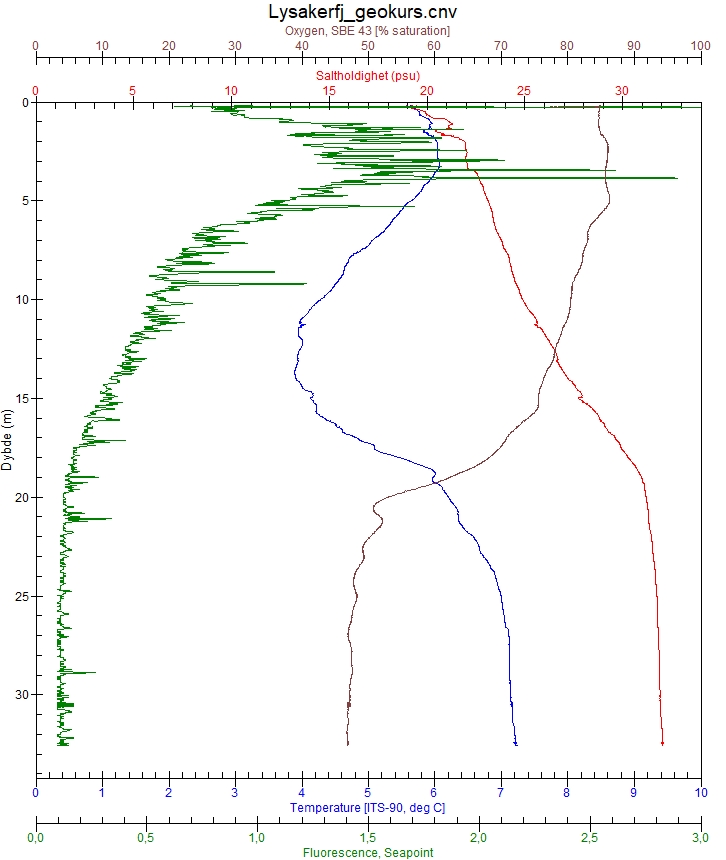 Lysakerfj_geokurs.cnv
Oxygen, SBE 43 [% saturation]
0 10 20 30 40 50 60 70 80 90 100
Saltholdighet (psu)
0 5 10 15 20 25 30
0
5
10
15
20
25
30
Dybde (m)
0 1 2 3 4 5 6 7 8 9 10
Temperature [ITS-90, deg C]
0,0 0,5 1,0 1,5 2,0 2,5 3,0
Fluorescence, Seapoint